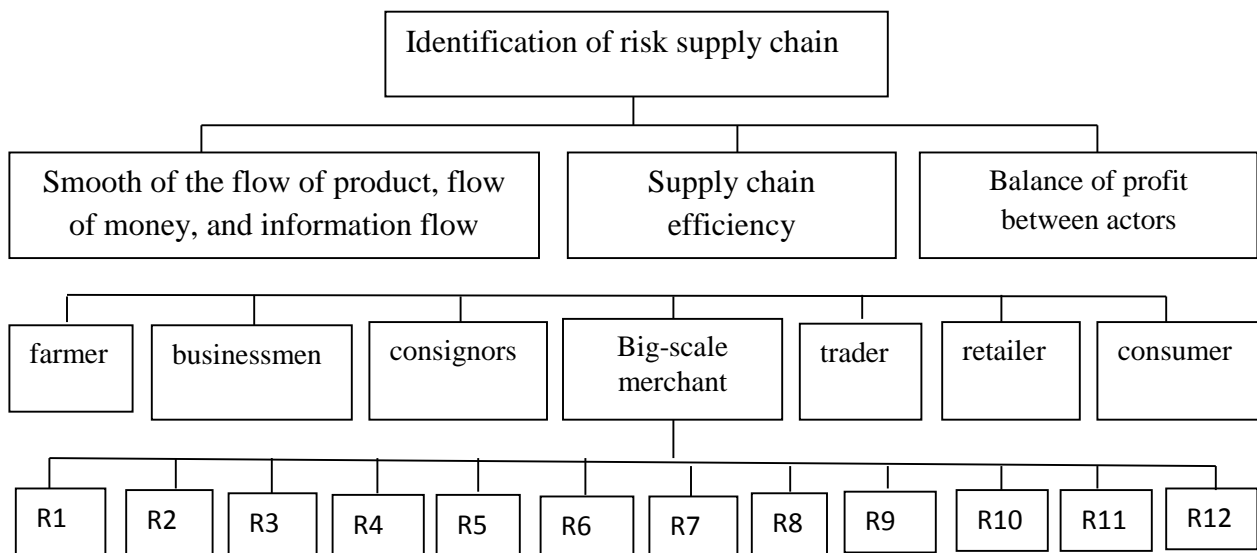 Identification of risk supply chain
Smooth of the flow of product, flow
of money, and information flow
Supply chain
efficiency
Balance of profit
between actors
farmer
businessmen
consignors
Big-scale
merchant
trader
retailer
consumer
R1
R2
R3
R4
R5
R6
R7
R8
R9
R10
R11
R12